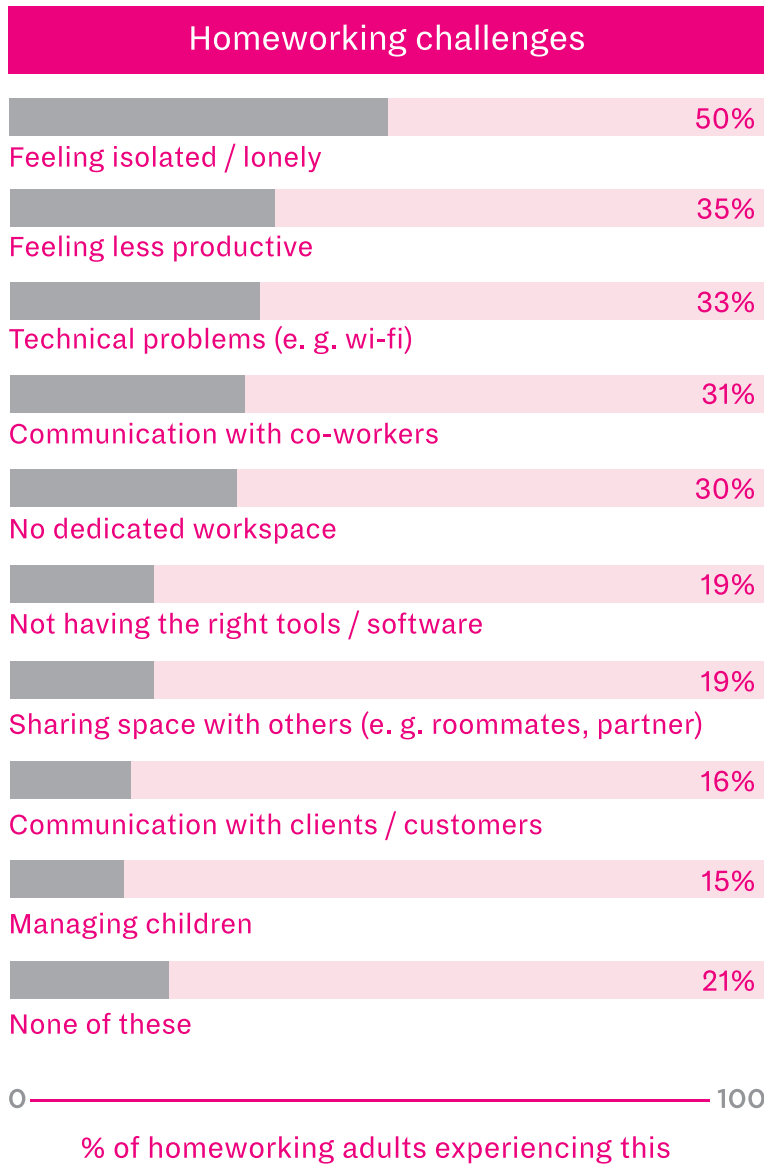 Homeworking challenges
50%
Feeling isolated / lonely
35%
Feeling less productive
33%
Technical problems (e. g. wi-fi)
31%
Communication with co-workers
30%
No dedicated workspace
19%
Not having the right tools / software
19%
Sharing space with others (e. g. roommates, partner)
16%
Communication with clients / customers
15%
Managing children
21%
None of these
0 100
% of homeworking adults experiencing this